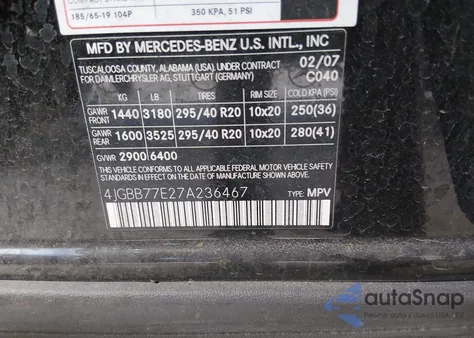 185/65-19 104P 350 KPA, 51 PSI
MFD BY MERCEDES-BENZ U.S. INTL., INC
TUSCALOOSA COUNTY, ALABAMA (USA) UNDER CONTRACT 02/07
FOR DAIMLERCHRYSLER AG, STUTTGART (GERMANY) C040
KG LB TIRES RIM SIZE COLD KPA (PSI)
GAWR FRONT 1440 3180 295/40 R20 10x20 250(36)
GAWR REAR 1600 3525 295/40 R20 10x20 280(41)
GVWR 2900 6400
THIS VEHICLE CONFORMS TO ALL APPLICABLE FEDERAL MOTOR VEHICLE SAFETY
STANDARDS IN EFFECT ON THE DATE OF MANUFACTURE SHOWN ABOVE.
4JGBB77E27A236467 TYPE: MPV
autoSnap
Pewne auto z aukcji USA